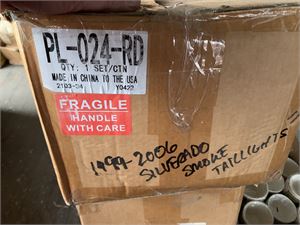 PL-024-RD
QTY: 1 SET/CTN
MADE IN CHINA TO THE USA
2103-04 Y0422
FRAGILE
HANDLE
WITH CARE
1999-2006
SILVERADO
SMOKE
TAILLIGHTS